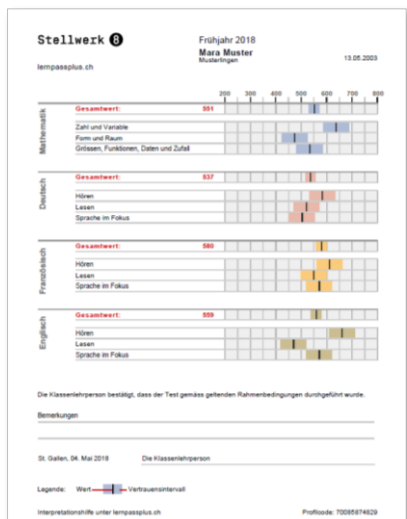 Stellwerk 8
Frühjahr 2018
Mara Muster
Musterlingen
13.05.2003
lernpassplus.ch
200 300 400 500 600 700 800
Mathematik
Gesamtwert: 551
Zahl und Variable
Form und Raum
Grössen, Funktionen, Daten und Zufall
Deutsch
Gesamtwert: 537
Hören
Lesen
Sprache im Fokus
Französisch
Gesamtwert: 580
Hören
Lesen
Sprache im Fokus
Englisch
Gesamtwert: 559
Hören
Lesen
Sprache im Fokus
Die Klassenlehrperson bestätigt, dass der Test gemäss geltenden Rahmenbedingungen durchgeführt wurde.
Bemerkungen
St. Gallen, 04. Mai 2018 Die Klassenlehrperson
Legende: Wert Vertrauensintervall
Interpretationshilfe unter lernpassplus.ch Profilcode: 70085874829